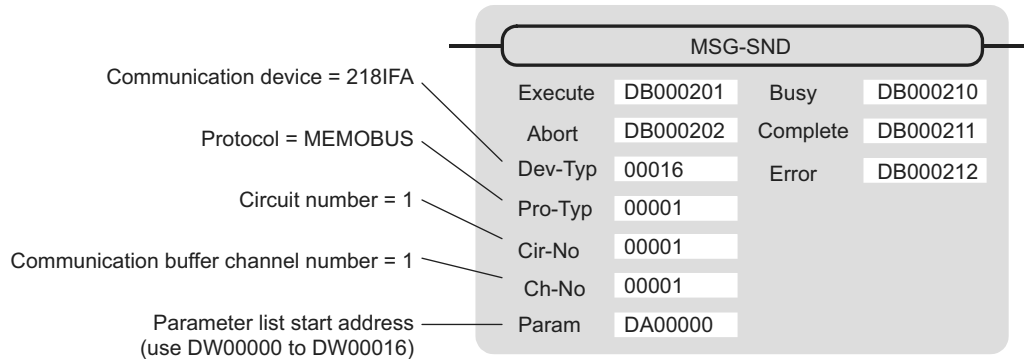 MSG-SND
Communication device = 218IFA
Protocol = MEMOBUS
Circuit number = 1
Communication buffer channel number = 1
Parameter list start address
(use DW00000 to DW00016)
Execute DB000201 Busy DB000210
Abort DB000202 Complete DB000211
Dev-Typ 00016 Error DB000212
Pro-Typ 00001
Cir-No 00001
Ch-No 00001
Param DA00000